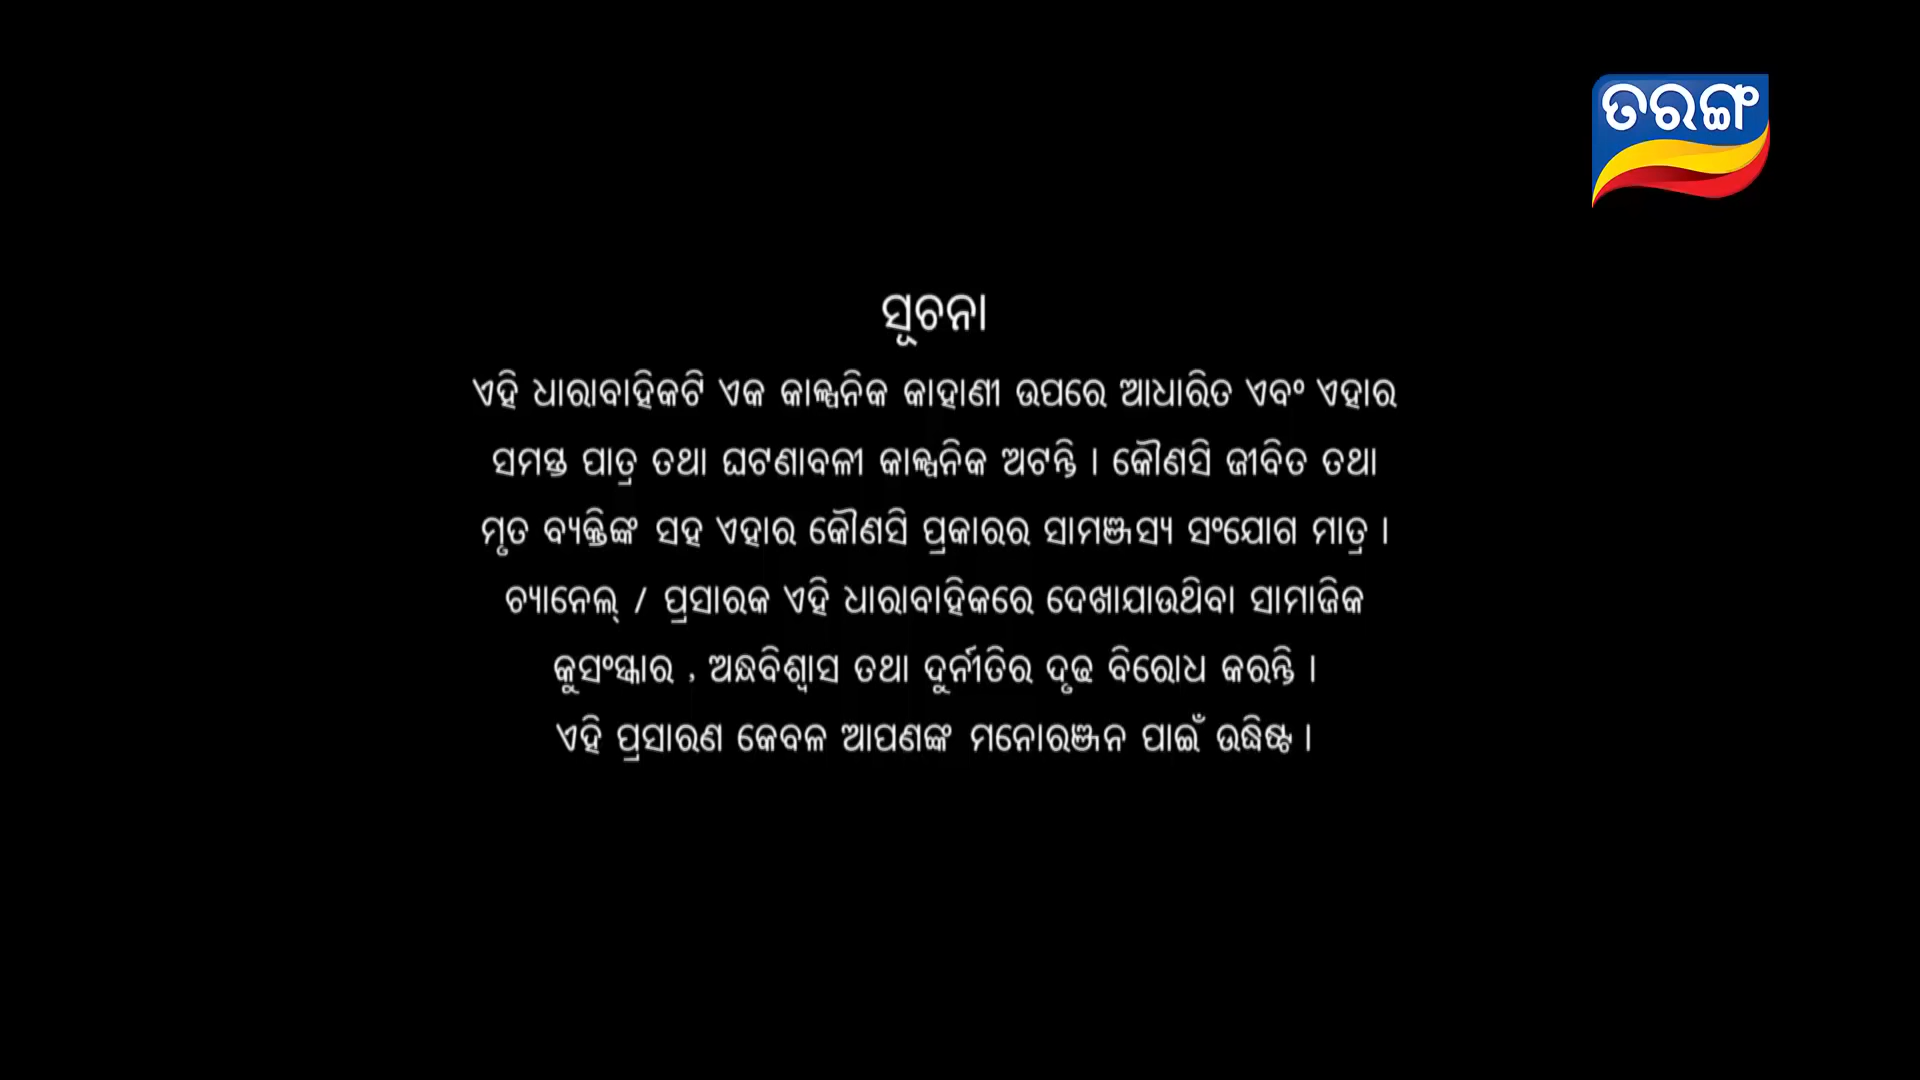 ତରଙ୍ଗ
ସୂଚନା
ଏହି ଧାରାବାହିକଟି ଏକ କାଳ୍ପନିକ କାହାଣୀ ଉପରେ ଆଧାରିତ ଏବଂ ଏହାର
ସମସ୍ତ ପାତ୍ର ତଥା ଘଟଣାବଳୀ କାଳ୍ପନିକ ଅଟନ୍ତି । କୌଣସି ଜୀବିତ ତଥା
ମୃତ ବ୍ୟକ୍ତିଙ୍କ ସହ ଏହାର କୌଣସି ପ୍ରକାରର ସାମଞ୍ଜସ୍ୟ ସଂଯୋଗ ମାତ୍ର ।
ଚ୍ୟାନେଲ୍ / ପ୍ରସାରକ ଏହି ଧାରାବାହିକରେ ଦେଖାଯାଉଥିବା ସାମାଜିକ
କୁସଂସ୍କାର , ଅନ୍ଧବିଶ୍ୱାସ ତଥା ଦୁର୍ନୀତିର ଦୃଢ ବିରୋଧ କରନ୍ତି ।
ଏହି ପ୍ରସାରଣ କେବଳ ଆପଣଙ୍କ ମନୋରଞ୍ଜନ ପାଇଁ ଉଦ୍ଧିଷ୍ଟ ।